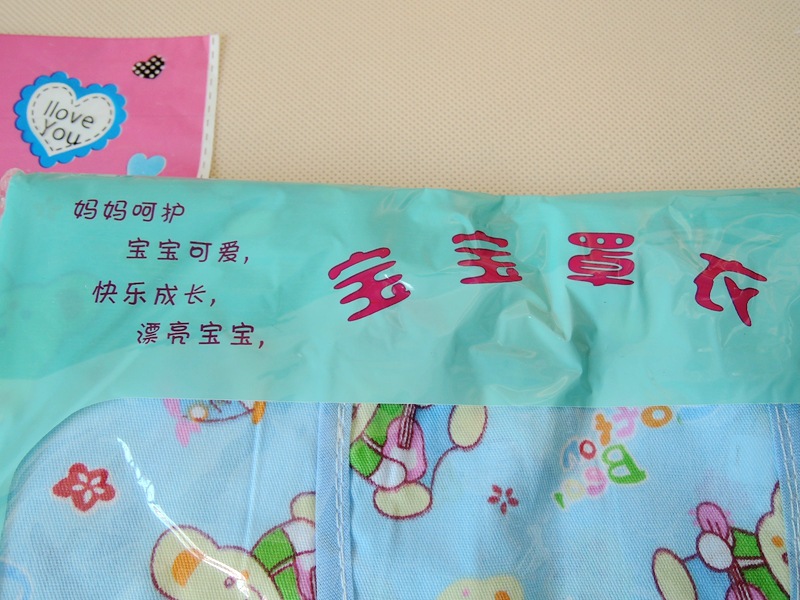 I love
You
妈妈呵护
宝宝可爱,
快乐成长,
漂亮宝宝,
宝宝罩衣